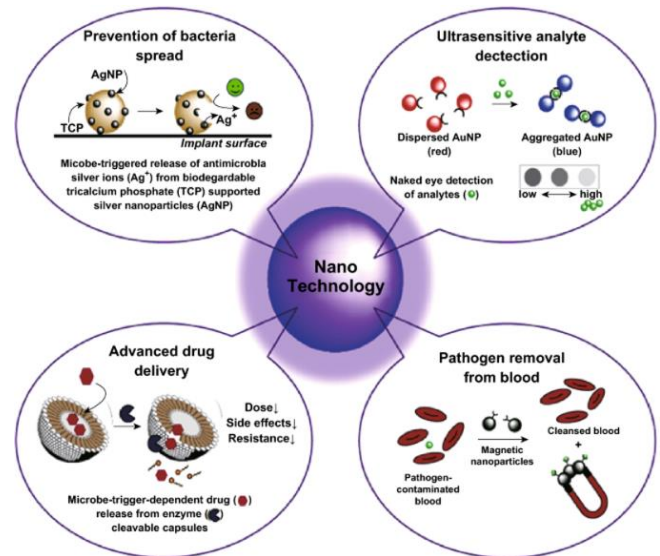 Prevention of bacteria
spread
AgNP
TCP
Ag+
Implant surface
Micobe-triggered release of antimicrobla
silver ions (Ag+) from biodegardable
tricalcium phosphate (TCP) supported
silver nanoparticles (AgNP)
Ultrasensitive analyte
dectection
Dispersed AuNP
(red)
Aggregated AuNP
(blue)
Naked eye detection
of analytes ( )
low
high
Nano
Technology
Advanced drug
delivery
Dose↓
Side effects↓
Resistance↓
Microbe-trigger-dependent drug ( )
release from enzyme ( )
cleavable capsules
Pathogen removal
from blood
Pathogen-
contaminated
blood
Magnetic
nanoparticles
Cleansed blood
+